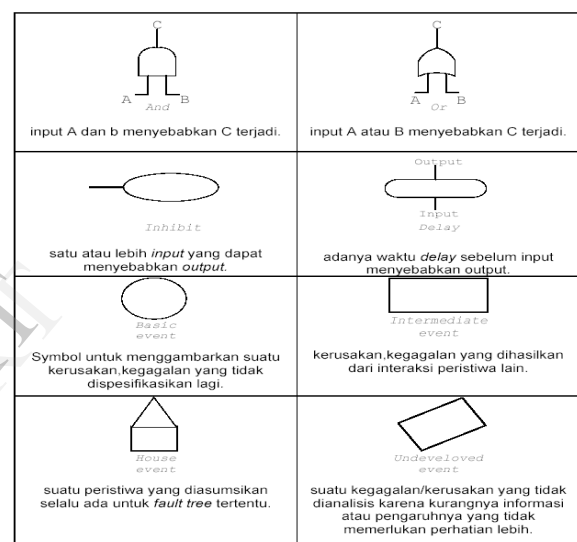 C
A B
And
input A dan b menyebabkan C terjadi.
C
A B
Or
input A atau B menyebabkan C terjadi.
Inhibit
satu atau lebih input yang dapat
menyebabkan output.
Output
Input
Delay
adanya waktu delay sebelum input
menyebabkan output.
Basic
event
Symbol untuk menggambarkan suatu
kerusakan,kegagalan yang tidak
dispesifikasikan lagi.
Intermediate
event
kerusakan,kegagalan yang dihasilkan
dari interaksi peristiwa lain.
House
event
suatu peristiwa yang diasumsikan
selalu ada untuk fault tree tertentu.
Undeveloved
event
suatu kegagalan/kerusakan yang tidak
dianalisis karena kurangnya informasi
atau pengaruhnya yang tidak
memerlukan perhatian lebih.